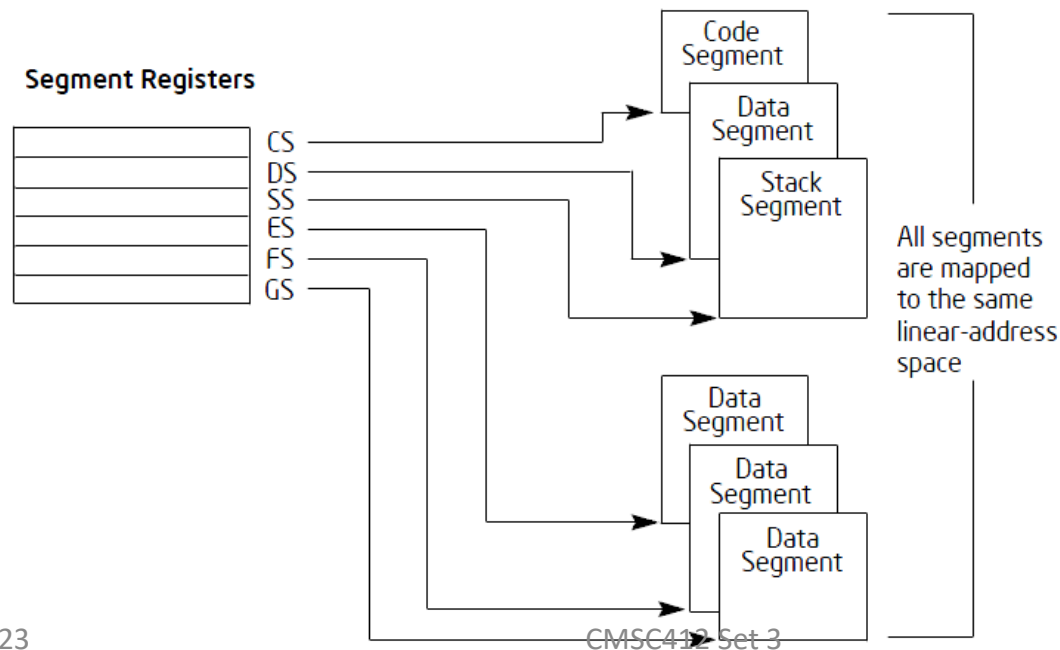 Segment Registers
CS
DS
SS
ES
FS
GS
Code
Segment
Data
Segment
Stack
Segment
Data
Segment
Data
Segment
Data
Segment
All segments
are mapped
to the same
linear-address
space
23
CMSC412 Set 3